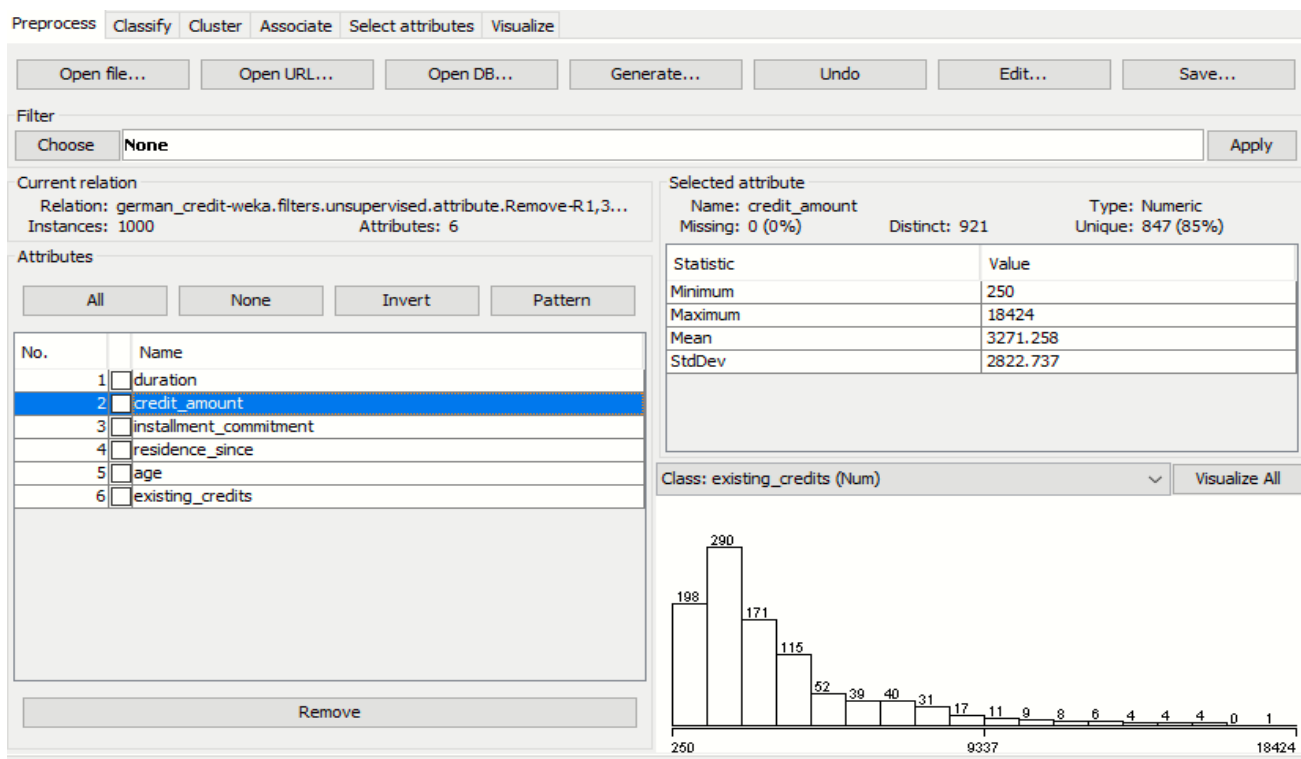 Preprocess Classify Cluster Associate Select attributes Visualize
Open file... Open URL... Open DB... Generate... Undo Edit... Save...
Filter
Choose None Apply
Current relation
Relation: german_credit-weka.filters.unsupervised.attribute.Remove-R1,3...
Instances: 1000 Attributes: 6
Attributes
All None Invert Pattern
No. Name
1 duration
2 credit_amount
3 installment_commitment
4 residence_since
5 age
6 existing_credits
Remove
Selected attribute
Name: credit_amount Type: Numeric
Missing: 0 (0%) Distinct: 921 Unique: 847 (85%)
Statistic Value
Minimum 250
Maximum 18424
Mean 3271.258
StdDev 2822.737
Class: existing_credits (Num) Visualize All
198 290 171 115 52 39 40 31 17 11 9 8 6 4 4 4 0 1
250 9337 18424